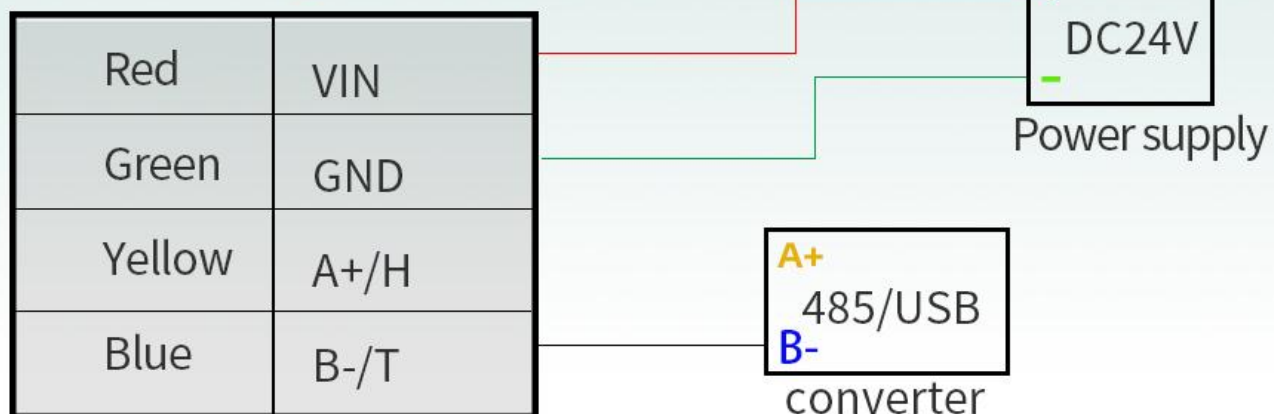 Red VIN
Green GND
Yellow A+/H
Blue B-/T
DC24V
-
Power supply
A+
485/USB
B-
converter